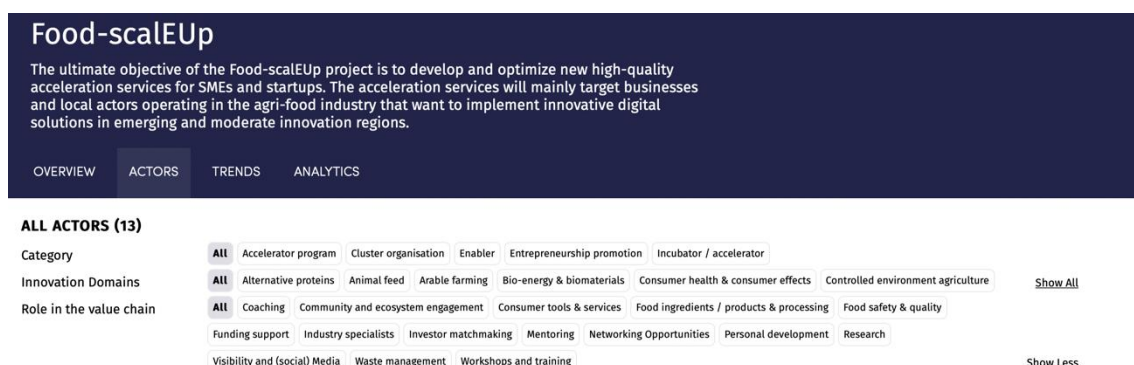 Food-scalEUp
The ultimate objective of the Food-scalEUp project is to develop and optimize new high-quality
acceleration services for SMEs and startups. The acceleration services will mainly target businesses
and local actors operating in the agri-food industry that want to implement innovative digital
solutions in emerging and moderate innovation regions.
OVERVIEW ACTORS TRENDS ANALYTICS
ALL ACTORS (13)
Category All Accelerator program Cluster organisation Enabler Entrepreneurship promotion Incubator / accelerator
Innovation Domains All Alternative proteins Animal feed Arable farming Bio-energy & biomaterials Consumer health & consumer effects Controlled environment agriculture Show All
Role in the value chain All Coaching Community and ecosystem engagement Consumer tools & services Food ingredients / products & processing Food safety & quality
Funding support Industry specialists Investor matchmaking Mentoring Networking Opportunities Personal development Research
Visibility and (social) Media Waste management Workshops and training Show Less